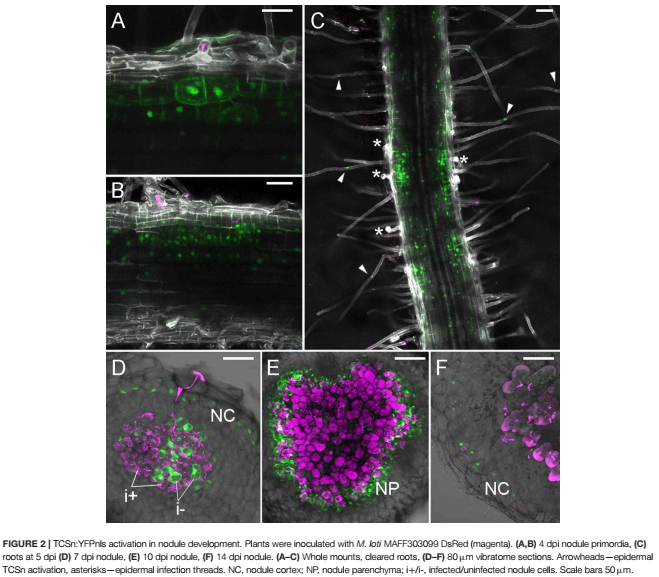 A
C
B
D
NC
i+
i-
E
NP
F
NC
FIGURE 2 | TCSn:YFPnls activation in nodule development. Plants were inoculated with M. loti MAFF303099 DsRed (magenta). (A,B) 4 dpi nodule primordia, (C)
roots at 5 dpi (D) 7 dpi nodule, (E) 10 dpi nodule, (F) 14 dpi nodule. (A–C) Whole mounts, cleared roots, (D–F) 80 μm vibratome sections. Arrowheads—epidermal
TCSn activation, asterisks—epidermal infection threads. NC, nodule cortex; NP, nodule parenchyma; i+/i-, infected/uninfected nodule cells. Scale bars 50 μm.